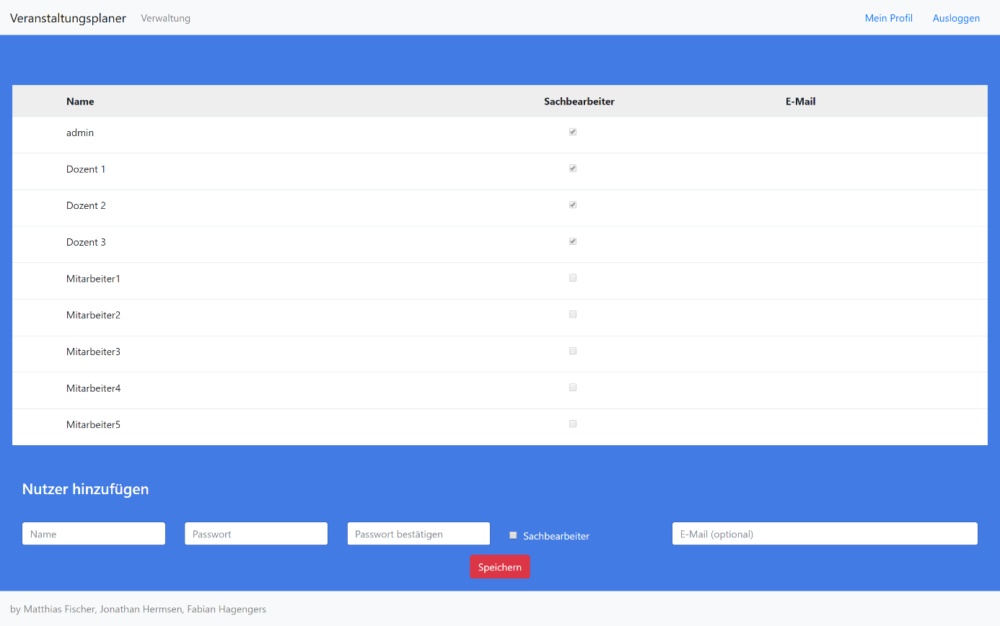 Veranstaltungsplaner Verwaltung Mein Profil Ausloggen
Name Sachbearbeiter E-Mail
admin
Dozent 1
Dozent 2
Dozent 3
Mitarbeiter1
Mitarbeiter2
Mitarbeiter3
Mitarbeiter4
Mitarbeiter5
Nutzer hinzufügen
Name Passwort Passwort bestätigen Sachbearbeiter E-Mail (optional)
Speichern
by Matthias Fischer, Jonathan Hermsen, Fabian Hagengers